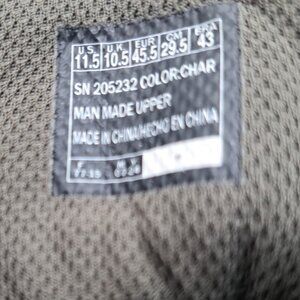 U.S. U.K. EUR CM BRA
11.5 10.5 45.5 29.5 43
SN 205232 COLOR:CHAR
MAN MADE UPPER
MADE IN CHINA/HECHO EN CHINA